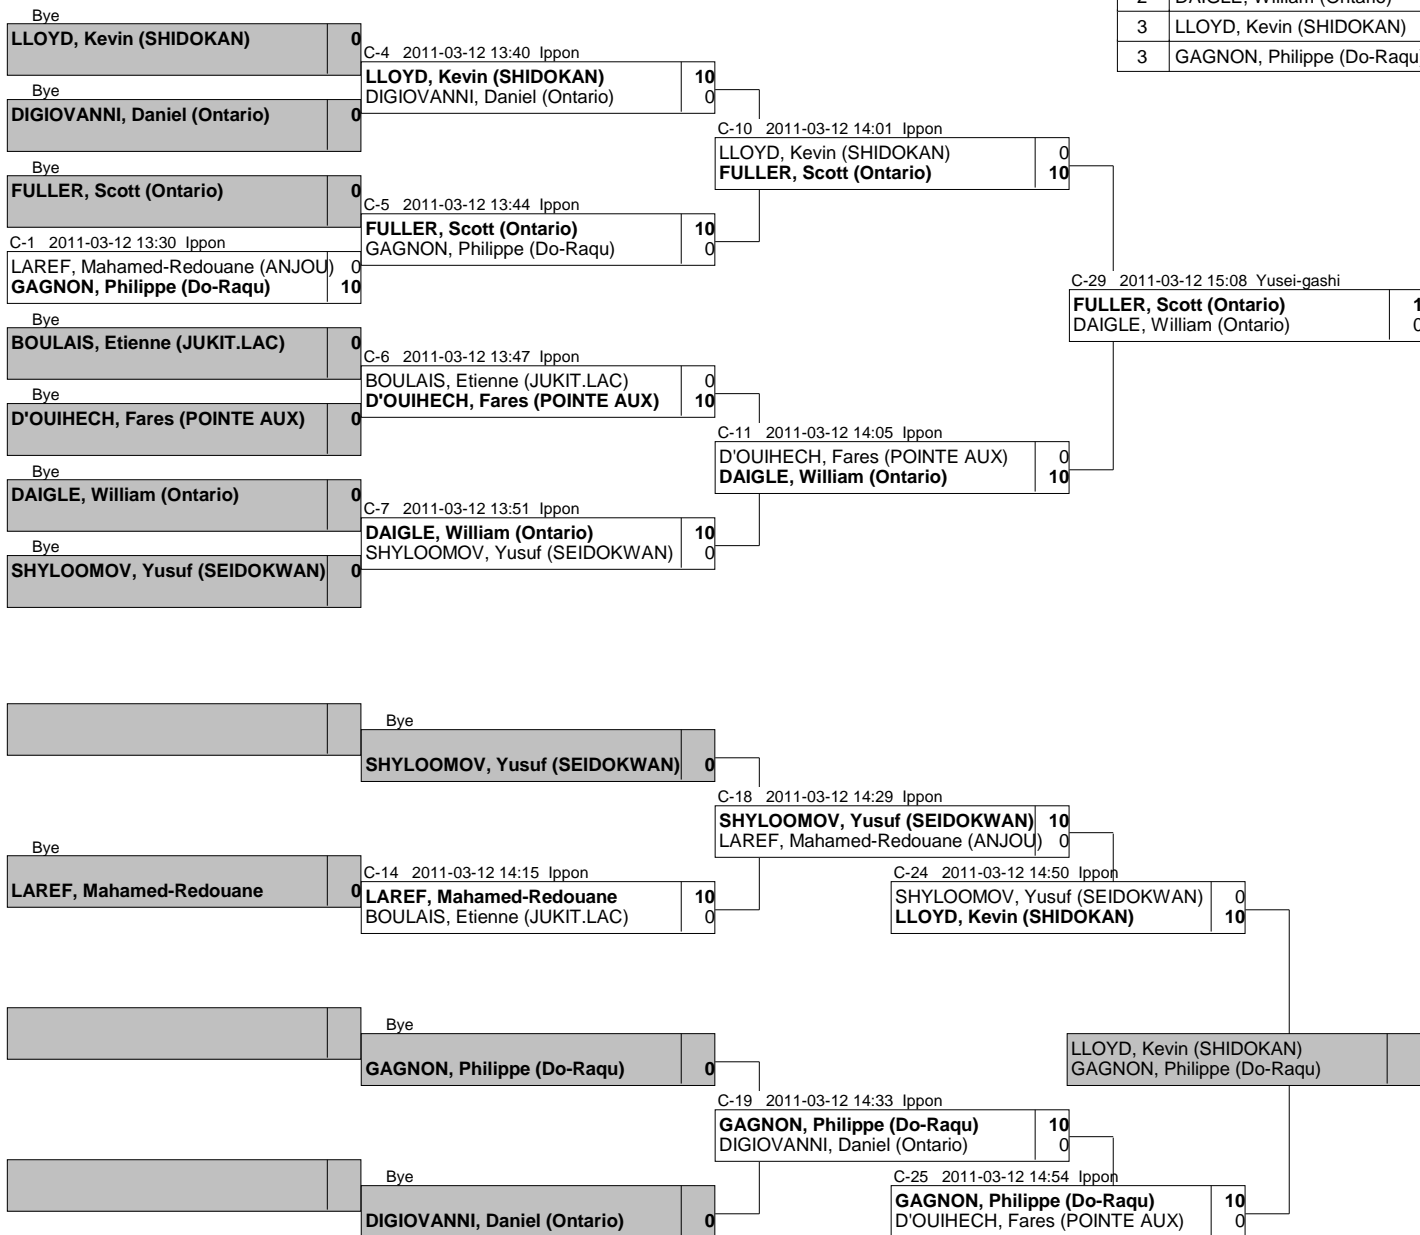 2 DAIGLE, William (Ontario)
3 LLOYD, Kevin (SHIDOKAN)
3 GAGNON, Philippe (Do-Raqu
Bye
LLOYD, Kevin (SHIDOKAN) 0
Bye
DIGIOVANNI, Daniel (Ontario) 0
Bye
FULLER, Scott (Ontario) 0
C-1 2011-03-12 13:30 Ippon
LAREF, Mahamed-Redouane (ANJOU) 0
GAGNON, Philippe (Do-Raqu) 10
Bye
BOULAIS, Etienne (JUKIT.LAC) 0
Bye
D'OUIHECH, Fares (POINTE AUX) 0
Bye
DAIGLE, William (Ontario) 0
Bye
SHYLOOMOV, Yusuf (SEIDOKWAN) 0
C-4 2011-03-12 13:40 Ippon
LLOYD, Kevin (SHIDOKAN) 10
DIGIOVANNI, Daniel (Ontario) 0
C-5 2011-03-12 13:44 Ippon
FULLER, Scott (Ontario) 10
GAGNON, Philippe (Do-Raqu) 0
C-6 2011-03-12 13:47 Ippon
BOULAIS, Etienne (JUKIT.LAC) 0
D'OUIHECH, Fares (POINTE AUX) 10
C-7 2011-03-12 13:51 Ippon
DAIGLE, William (Ontario) 10
SHYLOOMOV, Yusuf (SEIDOKWAN) 0
C-10 2011-03-12 14:01 Ippon
LLOYD, Kevin (SHIDOKAN) 0
FULLER, Scott (Ontario) 10
C-11 2011-03-12 14:05 Ippon
D'OUIHECH, Fares (POINTE AUX) 0
DAIGLE, William (Ontario) 10
C-29 2011-03-12 15:08 Yusei-gashi
FULLER, Scott (Ontario) 1
DAIGLE, William (Ontario) 0
Bye
LAREF, Mahamed-Redouane 0
Bye
SHYLOOMOV, Yusuf (SEIDOKWAN) 0
C-14 2011-03-12 14:15 Ippon
LAREF, Mahamed-Redouane 10
BOULAIS, Etienne (JUKIT.LAC) 0
Bye
GAGNON, Philippe (Do-Raqu) 0
Bye
DIGIOVANNI, Daniel (Ontario) 0
C-18 2011-03-12 14:29 Ippon
SHYLOOMOV, Yusuf (SEIDOKWAN) 10
LAREF, Mahamed-Redouane (ANJOU) 0
C-19 2011-03-12 14:33 Ippon
GAGNON, Philippe (Do-Raqu) 10
DIGIOVANNI, Daniel (Ontario) 0
C-24 2011-03-12 14:50 Ippon
SHYLOOMOV, Yusuf (SEIDOKWAN) 0
LLOYD, Kevin (SHIDOKAN) 10
C-25 2011-03-12 14:54 Ippon
GAGNON, Philippe (Do-Raqu) 10
D'OUIHECH, Fares (POINTE AUX) 0
LLOYD, Kevin (SHIDOKAN)
GAGNON, Philippe (Do-Raqu)